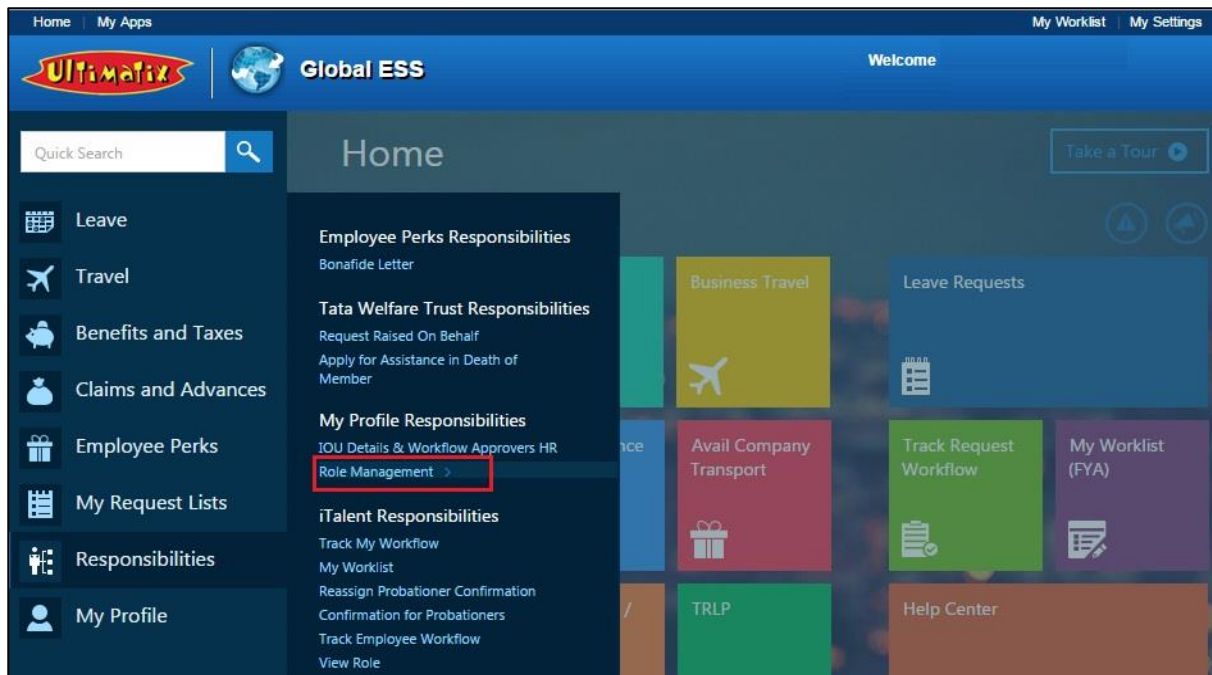 Home | My Apps
My Worklist | My Settings
Ultimatix
Global ESS
Welcome
Quick Search
Home
Take a Tour
Leave
Travel
Benefits and Taxes
Claims and Advances
Employee Perks
My Request Lists
Responsibilities
My Profile
Employee Perks Responsibilities
Bonafide Letter
Tata Welfare Trust Responsibilities
Request Raised On Behalf
Apply for Assistance in Death of
Member
My Profile Responsibilities
IOU Details & Workflow Approvers HR
Role Management >
iTalent Responsibilities
Track My Workflow
My Worklist
Reassign Probationer Confirmation
Confirmation for Probationers
Track Employee Workflow
View Role
Business Travel
Leave Requests
nce
Avail Company
Transport
Track Request
Workflow
My Worklist
(FYA)
/
TRLP
Help Center